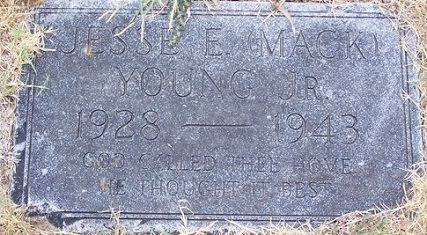 JESSE E. (MACK)
YOUNG JR.
1928 — 1943
GOD CALLED THEE HOME
HE THOUGHT IT BEST